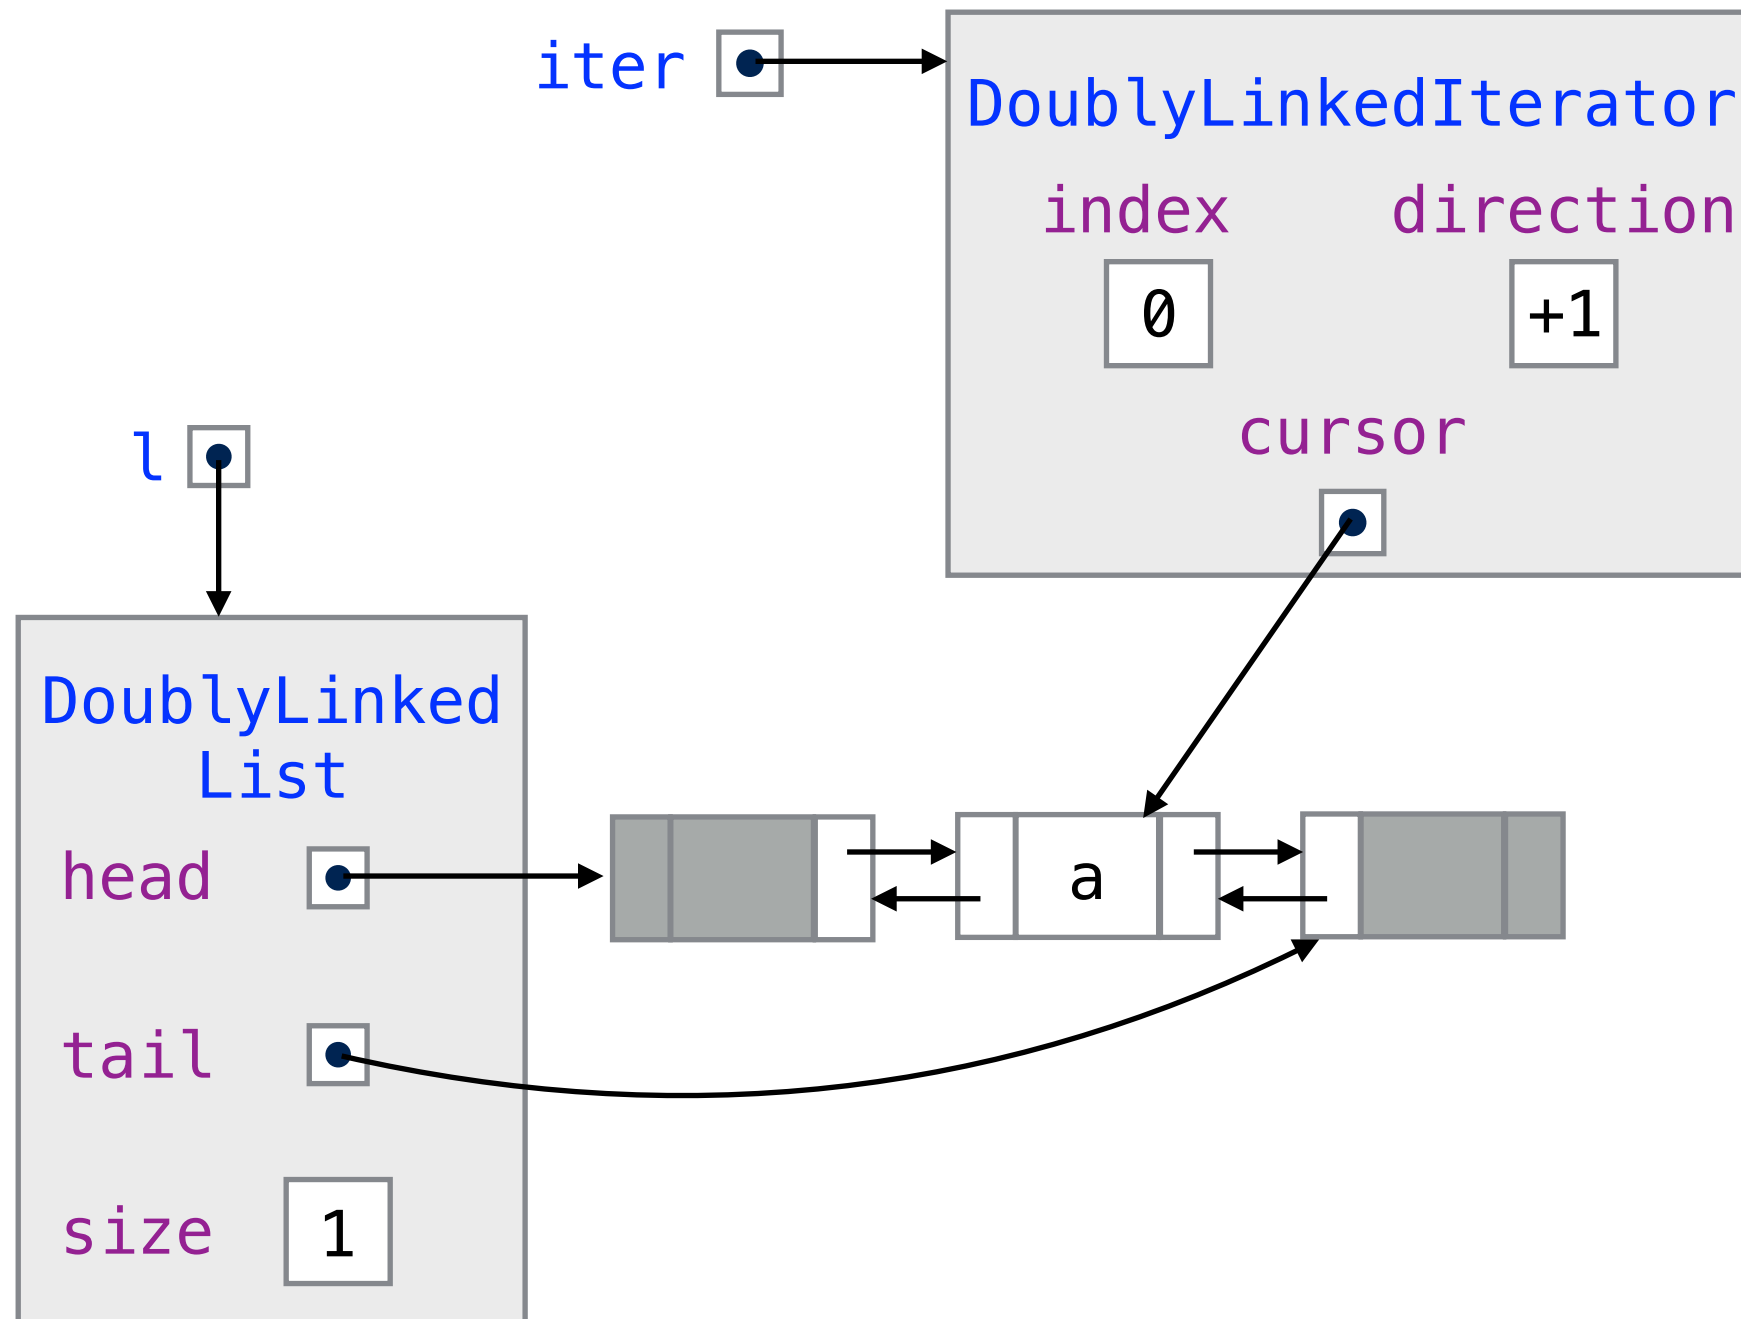 iter
DoublyLinkedIterator
index direction
0 +1
cursor
l
DoublyLinked
List
head
a
tail
size 1